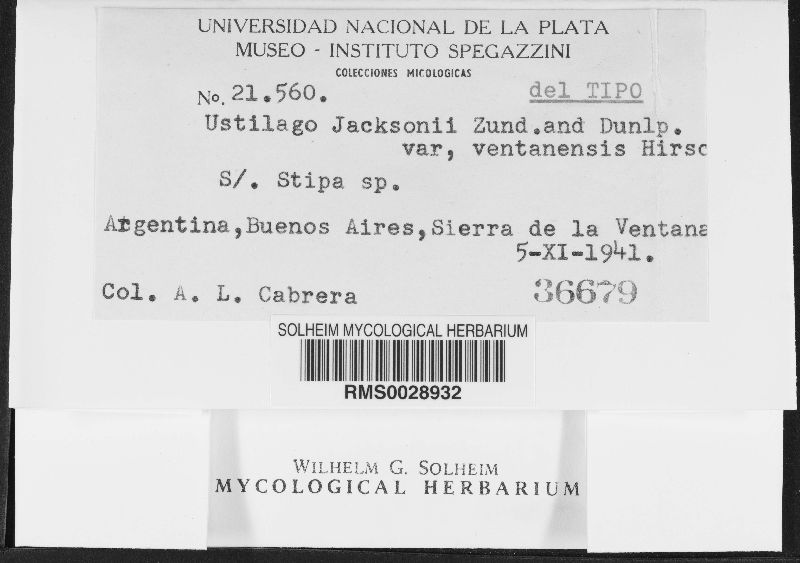 UNIVERSIDAD NACIONAL DE LA PLATA
MUSEO - INSTITUTO SPEGAZZINI
COLECCIONES MICOLOGICAS
No. 21.560. del TIPO
Ustilago Jacksonii Zund.and Dunlp.
var, ventanensis Hirsc
S/. Stipa sp.
Argentina,Buenos Aires,Sierra de la Ventana
5-XI-1941.
Col. A. L. Cabrera 36679
SOLHEIM MYCOLOGICAL HERBARIUM
RMS0028932
WILHELM G. SOLHEIM
MYCOLOGICAL HERBARIUM